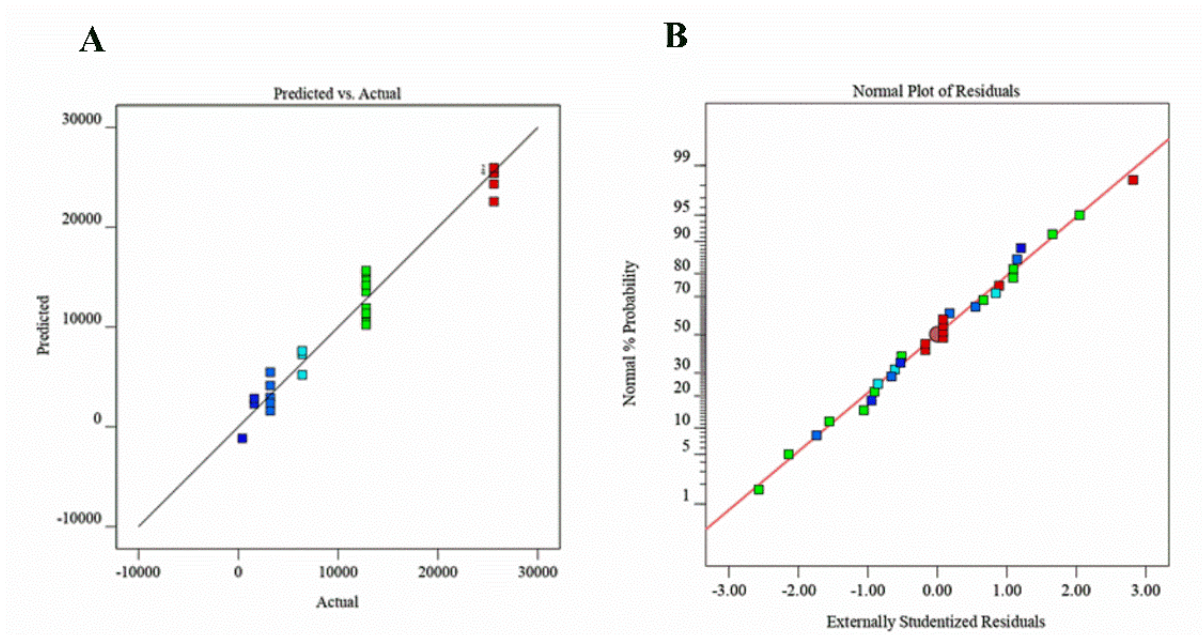 A
Predicted vs. Actual
30000
20000
10000
0
-10000
Predicted
-10000 0 10000 20000 30000
Actual
B
Normal Plot of Residuals
99
95
90
80
70
50
30
20
10
5
1
Normal % Probability
-3.00 -2.00 -1.00 0.00 1.00 2.00 3.00
Externally Studentized Residuals